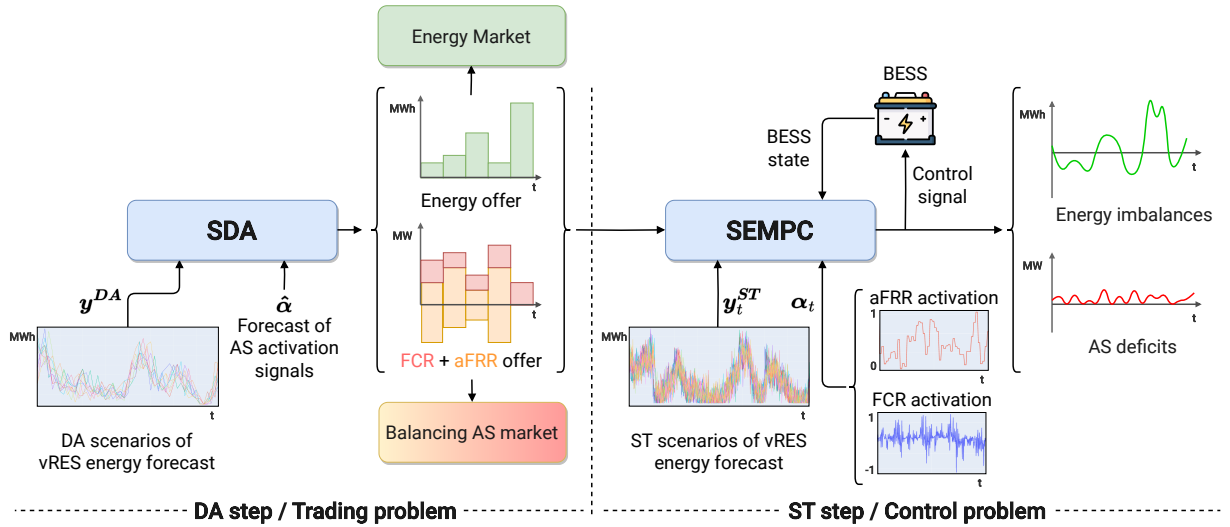 Energy Market
MWh
t
Energy offer
MW
t
FCR + aFRR offer
Balancing AS market
SDA
y^{DA}
α̂
Forecast of
AS activation
signals
MWh
t
DA scenarios of
vRES energy forecast
DA step / Trading problem
BESS
- +
BESS
state
Control
signal
SEMPC
y_t^{ST}
α_t
MWh
t
ST scenarios of vRES
energy forecast
aFRR activation
1
0
t
FCR activation
1
-1
t
MWh
t
Energy imbalances
MW
t
AS deficits
ST step / Control problem